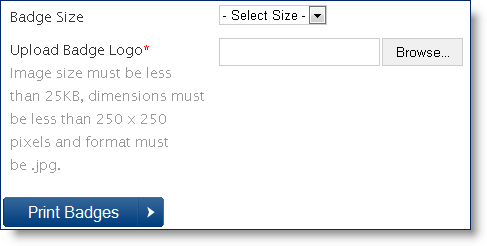 Badge Size
- Select Size -
Upload Badge Logo*
Browse...
Image size must be less
than 25KB, dimensions must
be less than 250 x 250
pixels and format must
be .jpg.
Print Badges